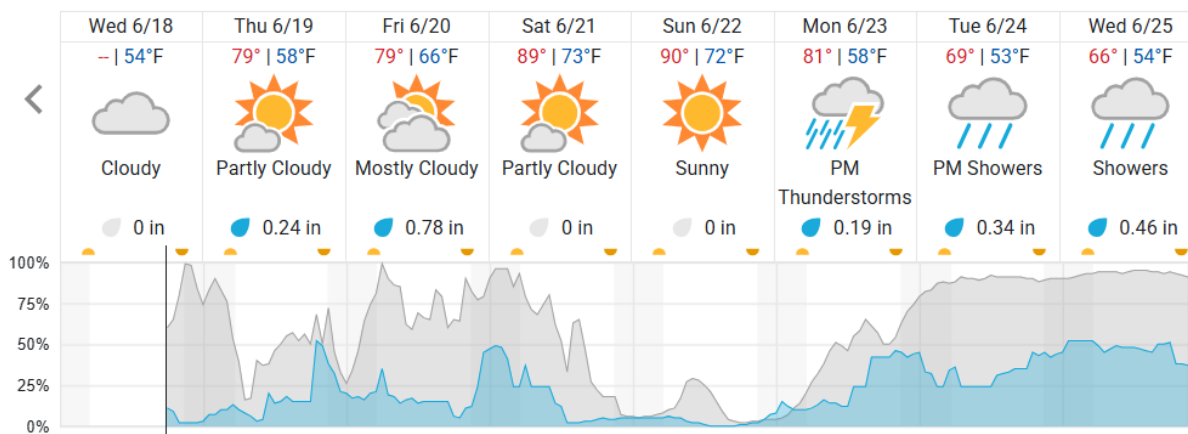 Wed 6/18 Thu 6/19 Fri 6/20 Sat 6/21 Sun 6/22 Mon 6/23 Tue 6/24 Wed 6/25
-- | 54°F 79° | 58°F 79° | 66°F 89° | 73°F 90° | 72°F 81° | 58°F 69° | 53°F 66° | 54°F
Cloudy Partly Cloudy Mostly Cloudy Partly Cloudy Sunny PM PM Showers Showers
Thunderstorms
0 in 0.24 in 0.78 in 0 in 0 in 0.19 in 0.34 in 0.46 in
100%
75%
50%
25%
0%